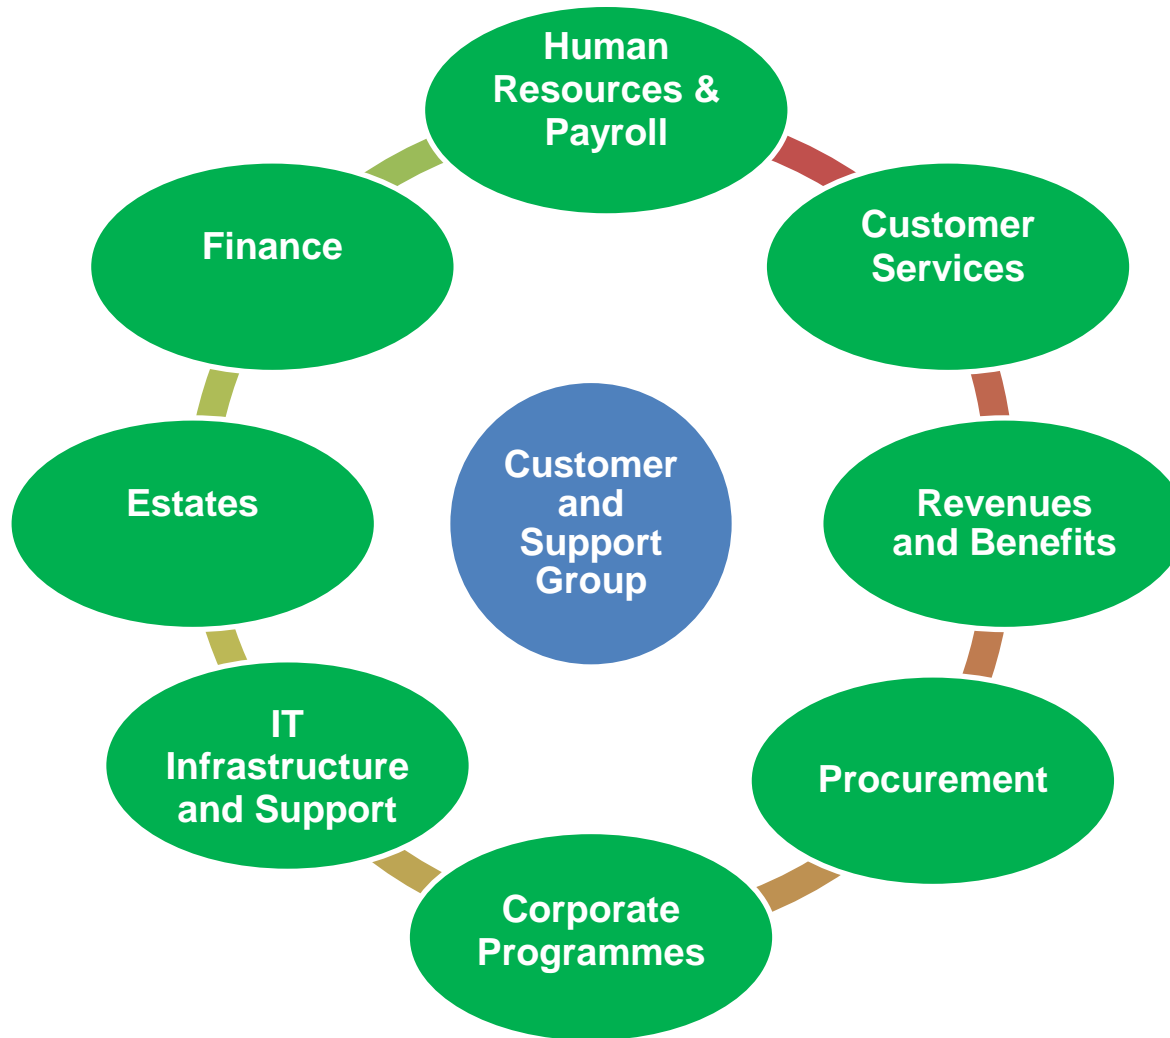 Human
Resources &
Payroll
Customer
Services
Revenues
and Benefits
Procurement
Corporate
Programmes
IT
Infrastructure
and Support
Estates
Finance
Customer
and
Support
Group